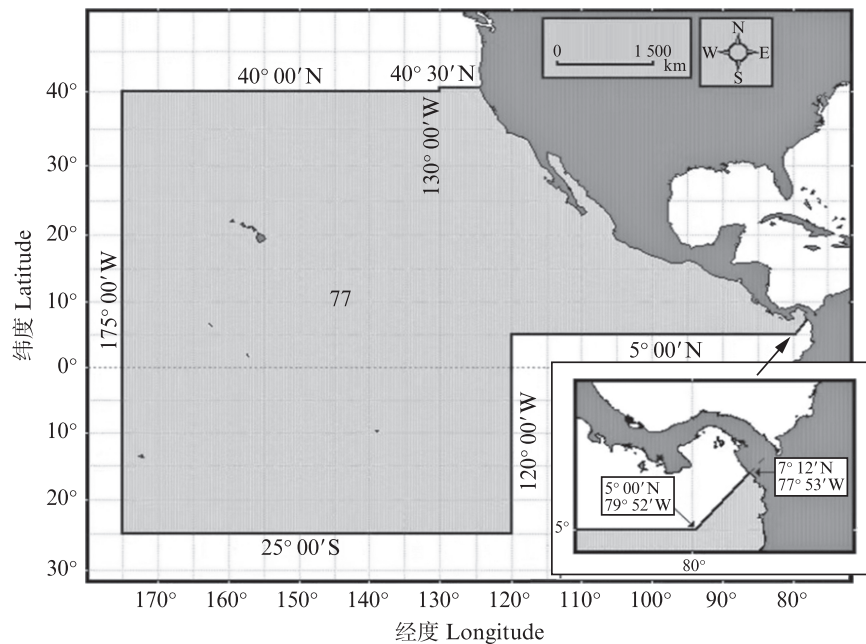 N
W E
S
0 1 500
km
40° 00′N
40° 30′N
130° 00′W
175° 00′W
77
5° 00′N
120° 00′W
25° 00′S
7° 12′N
77° 53′W
5° 00′N
79° 52′W
5°
80°
40°
30°
20°
10°
0°
10°
20°
30°
纬度 Latitude
170° 160° 150° 140° 130° 120° 110° 100° 90° 80°
经度 Longitude